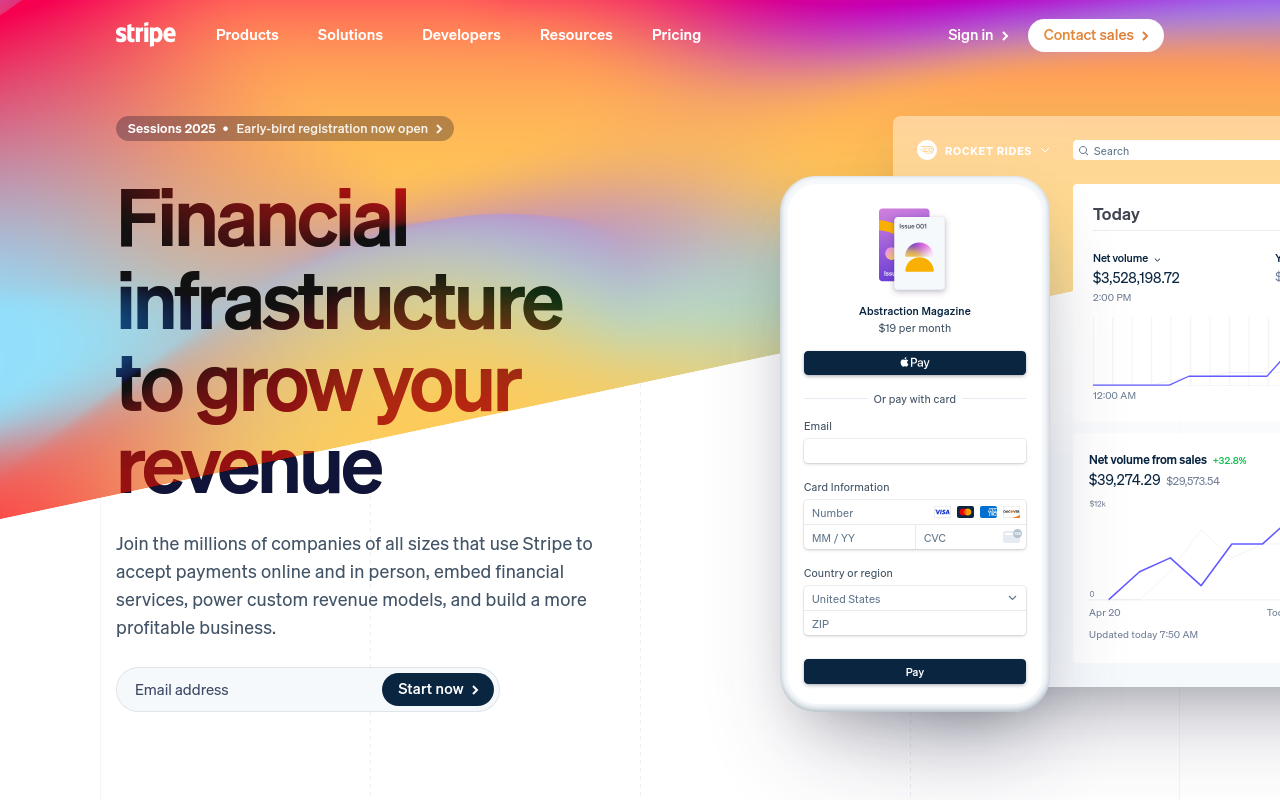 stripe
Products
Solutions
Developers
Resources
Pricing
Sign in
Contact sales
Sessions 2025 • Early-bird registration now open
Financial
infrastructure
to grow your
revenue
Join the millions of companies of all sizes that use Stripe to
accept payments online and in person, embed financial
services, power custom revenue models, and build a more
profitable business.
Email address
Start now
Issue 001
Abstraction Magazine
$19 per month
Pay
Or pay with card
Email
Card Information
Number
VISA
DISCOVER
MM / YY
CVC
Country or region
United States
ZIP
Pay
ROCKET RIDES
Search
Today
Net volume
Y
$3,528,198.72
$
2:00 PM
12:00 AM
Net volume from sales +32.8%
$39,274.29 $29,573.54
$12k
0
Apr 20
Updated today 7:50 AM